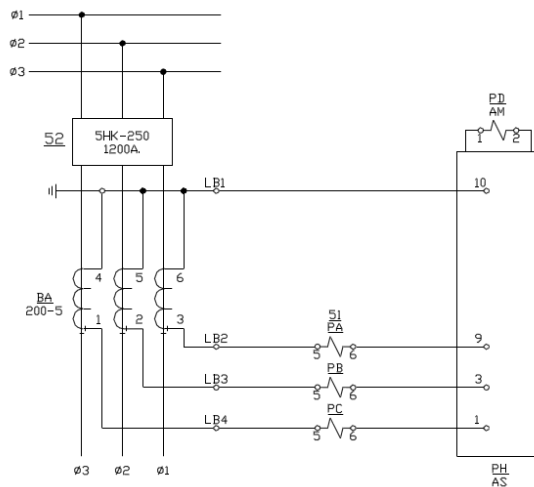 ø1
ø2
ø3
52
5HK-250
1200A.
PD
AM
1 2
LB1
10
4 5 6
BA
200-5
1 2 3
51
PA
LB2
5 6
9
PB
LB3
5 6
3
PC
LB4
5 6
1
ø3 ø2 ø1
PH
AS